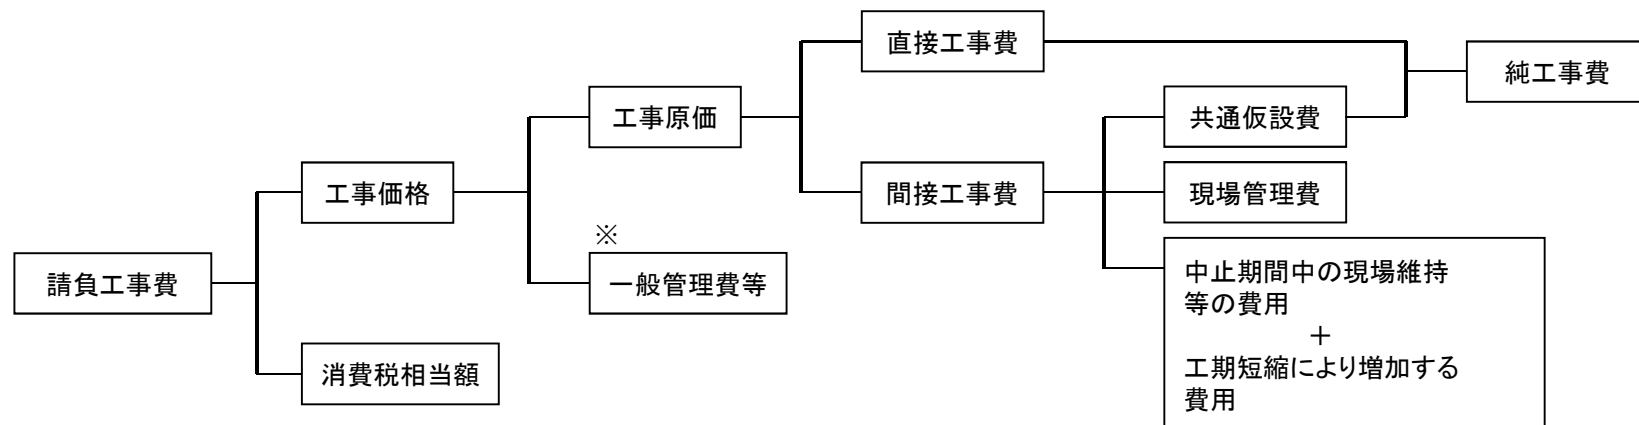 直接工事費
純工事費
工事原価
共通仮設費
工事価格
間接工事費
現場管理費
※
請負工事費
一般管理費等
中止期間中の現場維持
等の費用
＋
工期短縮により増加する
費用
消費税相当額